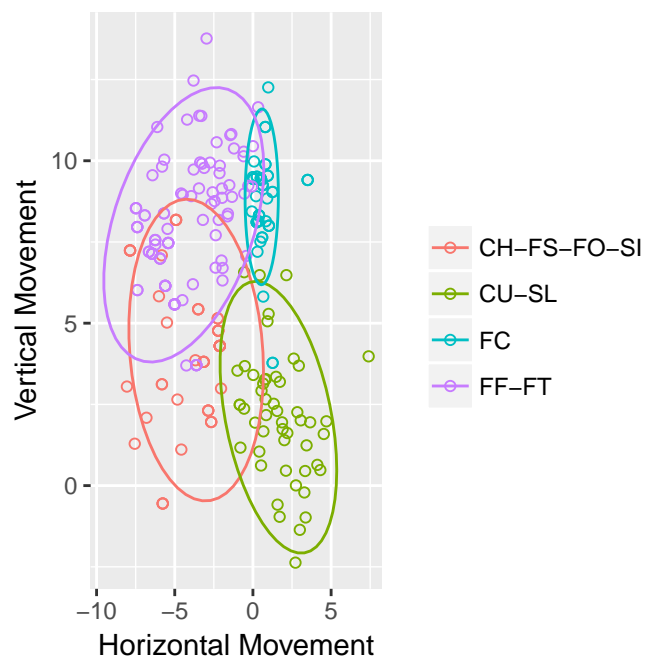 10
5
0
−10
−5
0
5
Vertical Movement
Horizontal Movement
CH−FS−FO−SI
CU−SL
FC
FF−FT